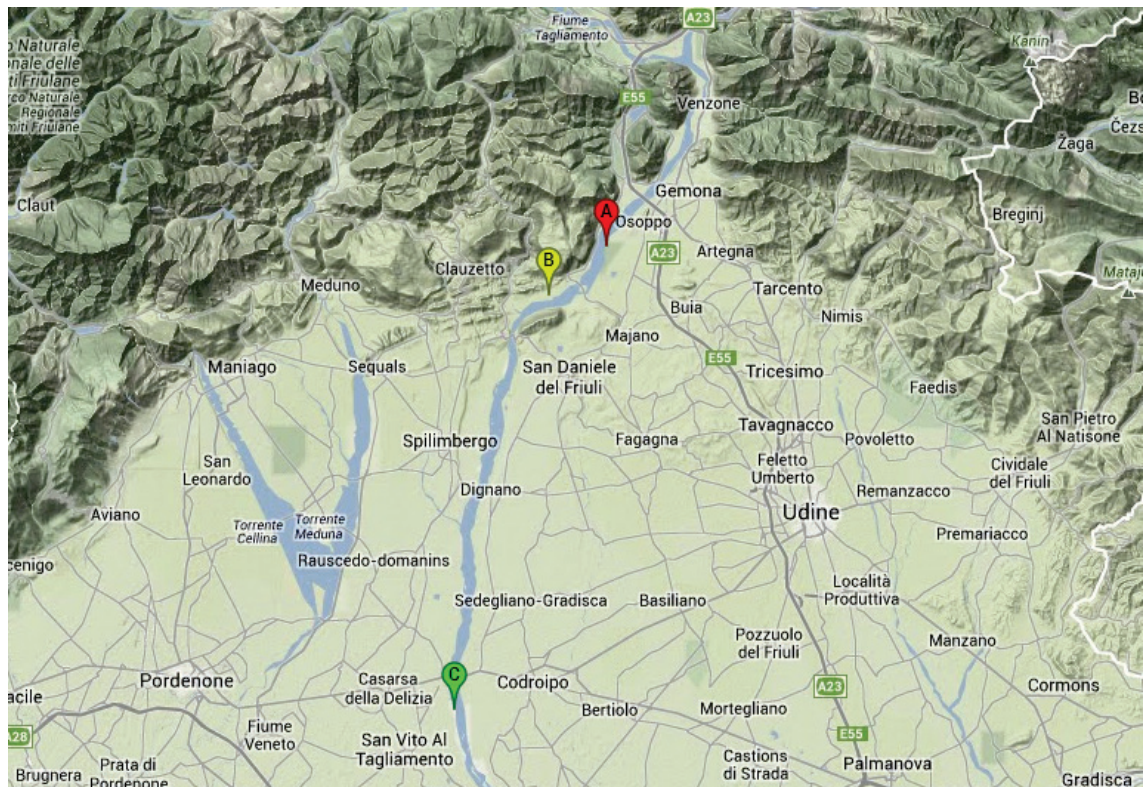 Fiume
Tagliamento
A23
Kanin
o Naturale
onale delle
ti Friulane
arco Naturale
Regionale
miti Friulane
E55
Venzone
Čezs
Žaga
Claut
Gemona
A
Osoppo
Breginj
B
A23
Artegna
Clauzetto
Mataju
Meduno
Tarcento
Buia
Nimis
Majano
E55
Maniago
Sequals
San Daniele
del Friuli
Tricesimo
Faedis
San Pietro
Al Natisone
Tavagnacco
Spilimbergo
Fagagna
Povoletto
San
Leonardo
Feletto
Umberto
Cividale
del Friuli
Dignano
Remanzacco
Aviano
Udine
Torrente
Cellina
Torrente
Meduna
Premariacco
cenigo
Rauscedo-domanins
Località
Produttiva
Sedegliano-Gradisca
Basiliano
Pozzuolo
del Friuli
Manzano
C
Pordenone
Casarsa
della Delizia
Codroipo
A23
Cormons
acile
Bertiolo
Mortegliano
Fiume
Veneto
A28
San Vito Al
Tagliamento
E55
Castions
di Strada
Palmanova
Prata di
Pordenone
Brugnera
Gradisca